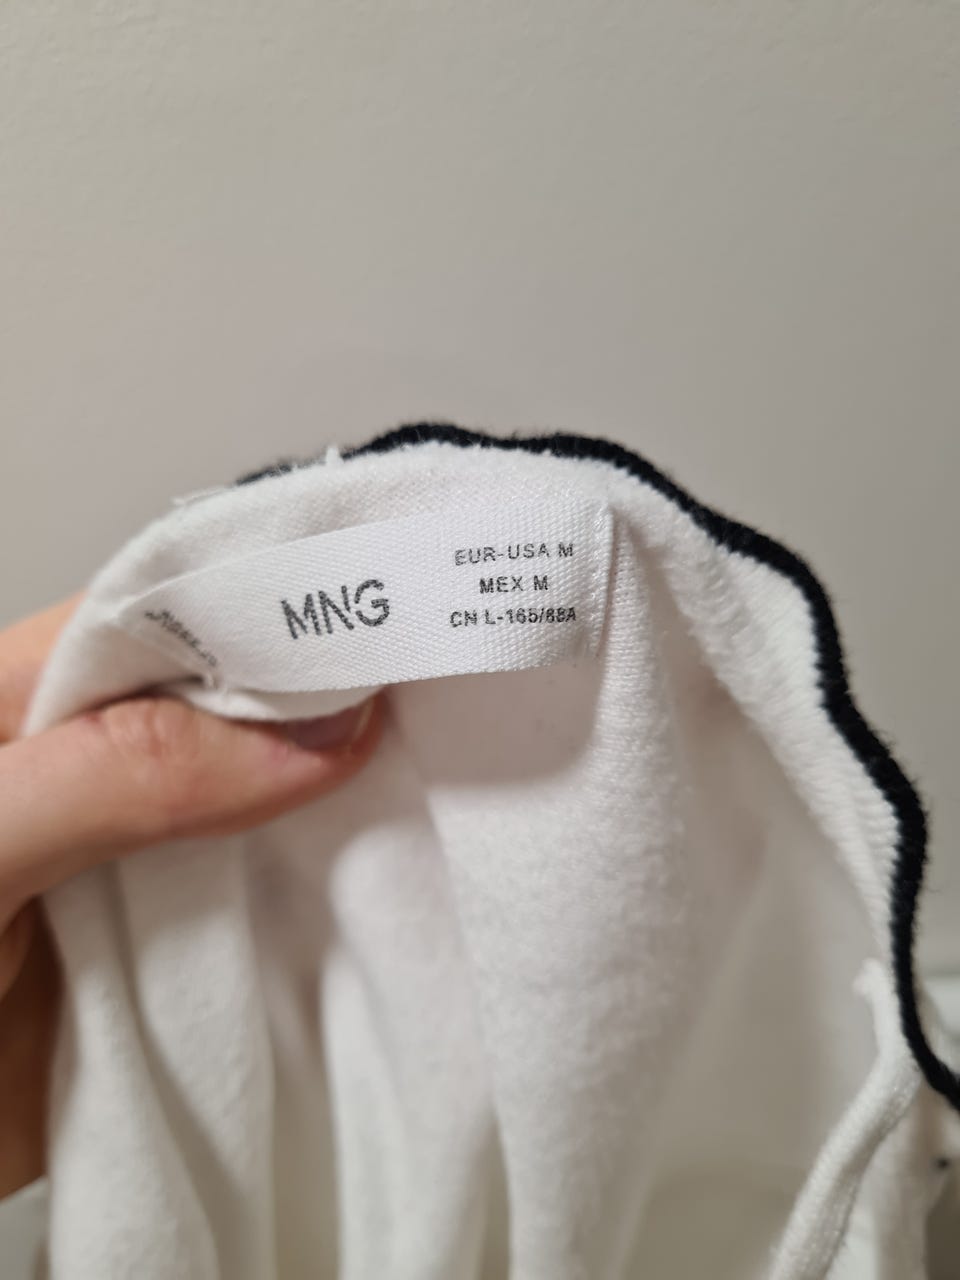 MNG
EUR-USA M
MEX M
CN L-165/88A